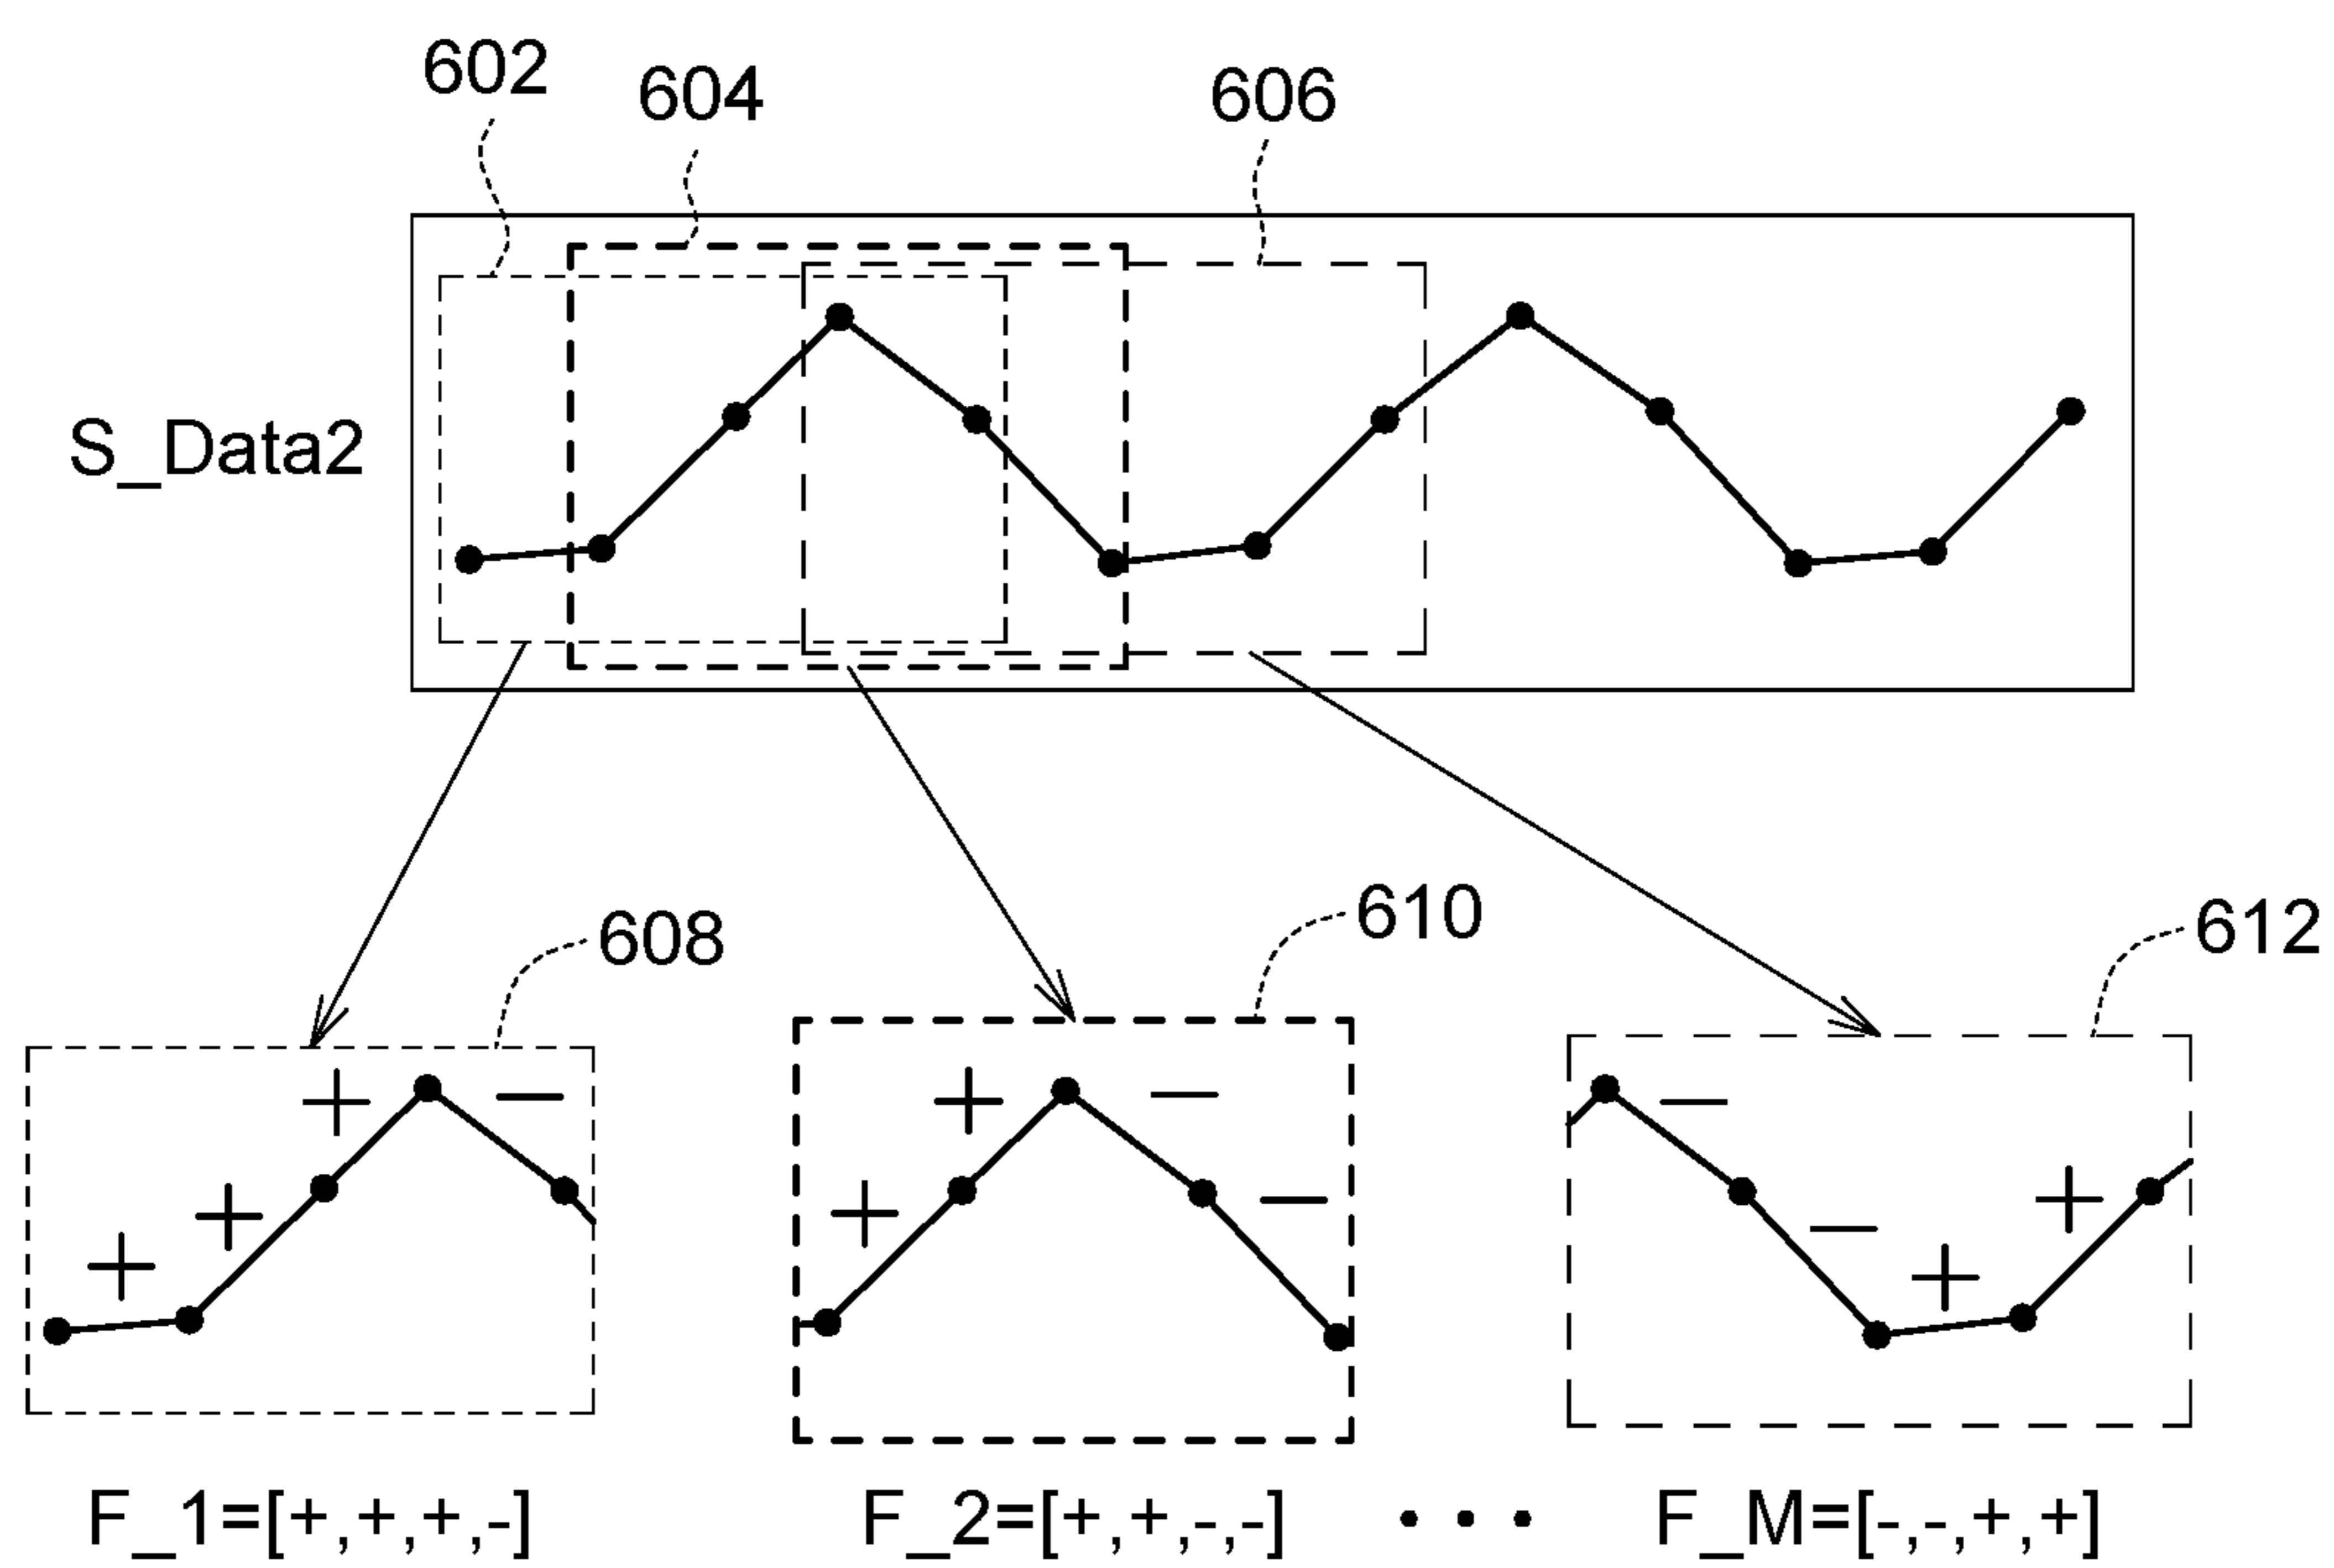 602
604
606
S_Data2
608
610
612
+ + + −
+ + − −
− − + +
F_1=[+,+,+,-]
F_2=[+,+,-,-]
• • •
F_M=[-,-,+,+]